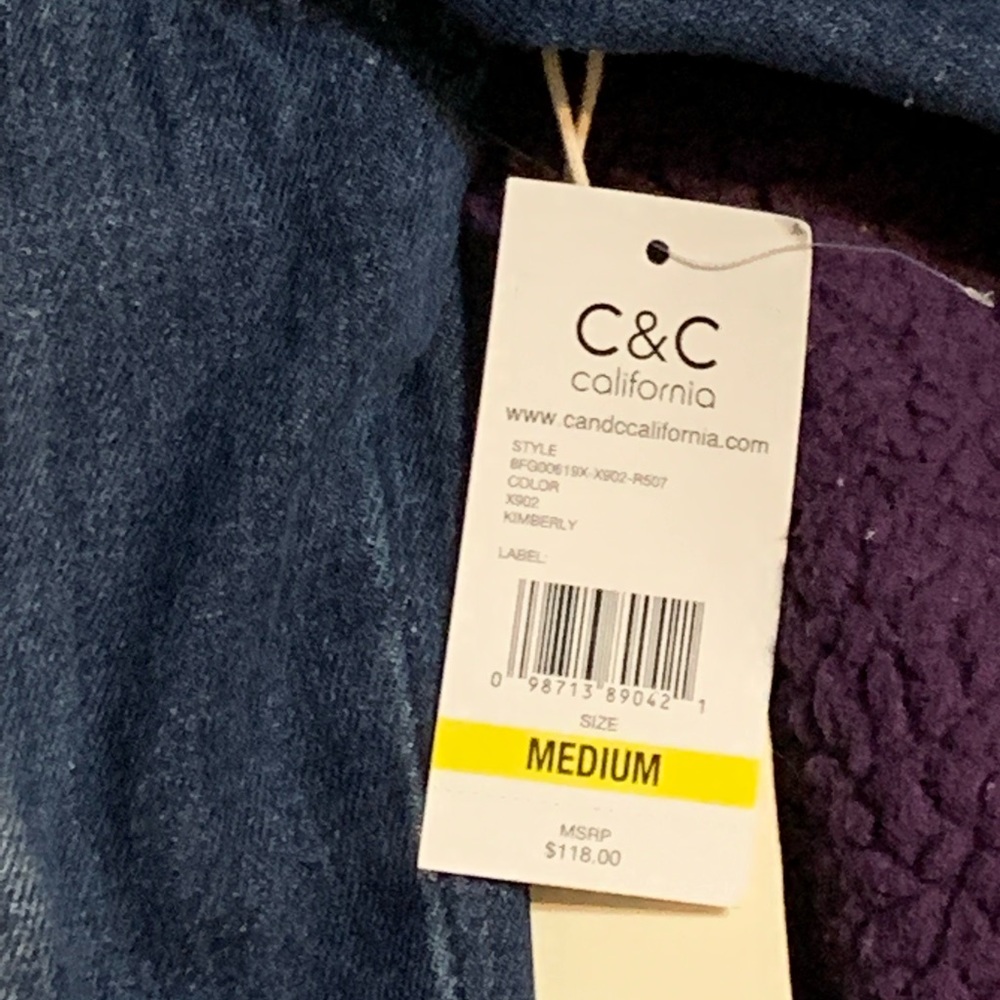 C&C
california
www.candccalifornia.com
STYLE
8FG00619X-X902-R507
COLOR
X902
KIMBERLY
LABEL:
0 98713 89042 1
SIZE
MEDIUM
MSRP
$118.00